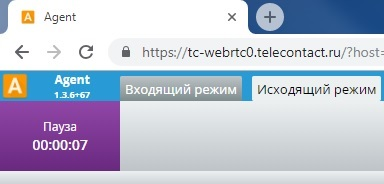 Agent
https://tc-webrtc0.telecontact.ru/?host=
A Agent Входящий режим Исходящий режим
1.3.6+67
Пауза
00:00:07